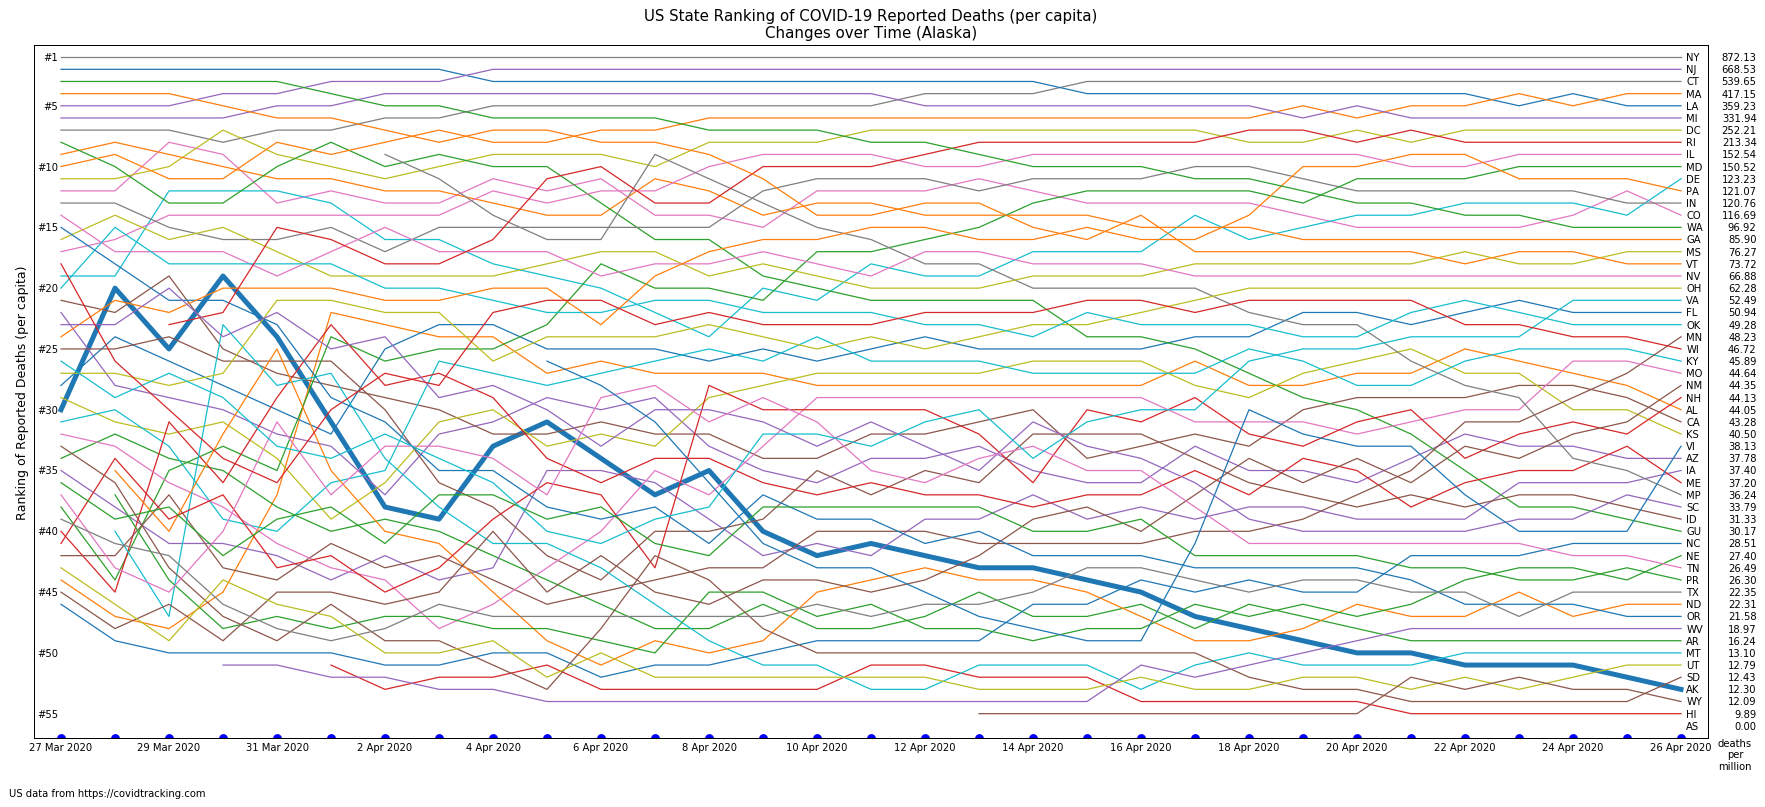 US State Ranking of COVID-19 Reported Deaths (per capita)
Changes over Time (Alaska)
Ranking of Reported Deaths (per capita)
#1
#5
#10
#15
#20
#25
#30
#35
#40
#45
#50
#55
NY 872.13
NJ 668.53
CT 539.65
MA 417.15
LA 359.23
MI 331.94
DC 252.21
RI 213.34
IL 152.54
MD 150.52
DE 123.23
PA 121.07
IN 120.76
CO 116.69
WA 96.92
GA 85.90
MS 76.27
VT 73.72
NV 66.88
OH 62.28
VA 52.49
FL 50.94
OK 49.28
MN 48.23
WI 46.72
KY 45.89
MO 44.64
NM 44.35
NH 44.13
AL 44.05
CA 43.28
KS 40.50
VI 38.13
AZ 37.78
IA 37.40
ME 37.20
MP 36.24
SC 33.79
ID 31.33
GU 30.17
NC 28.51
NE 27.40
TN 26.49
PR 26.30
TX 22.35
ND 22.31
OR 21.58
WV 18.97
AR 16.24
MT 13.10
UT 12.79
SD 12.43
AK 12.30
WY 12.09
HI 9.89
AS 0.00
27 Mar 2020 29 Mar 2020 31 Mar 2020 2 Apr 2020 4 Apr 2020 6 Apr 2020 8 Apr 2020 10 Apr 2020 12 Apr 2020 14 Apr 2020 16 Apr 2020 18 Apr 2020 20 Apr 2020 22 Apr 2020 24 Apr 2020 26 Apr 2020
deaths
per
million
US data from https://covidtracking.com